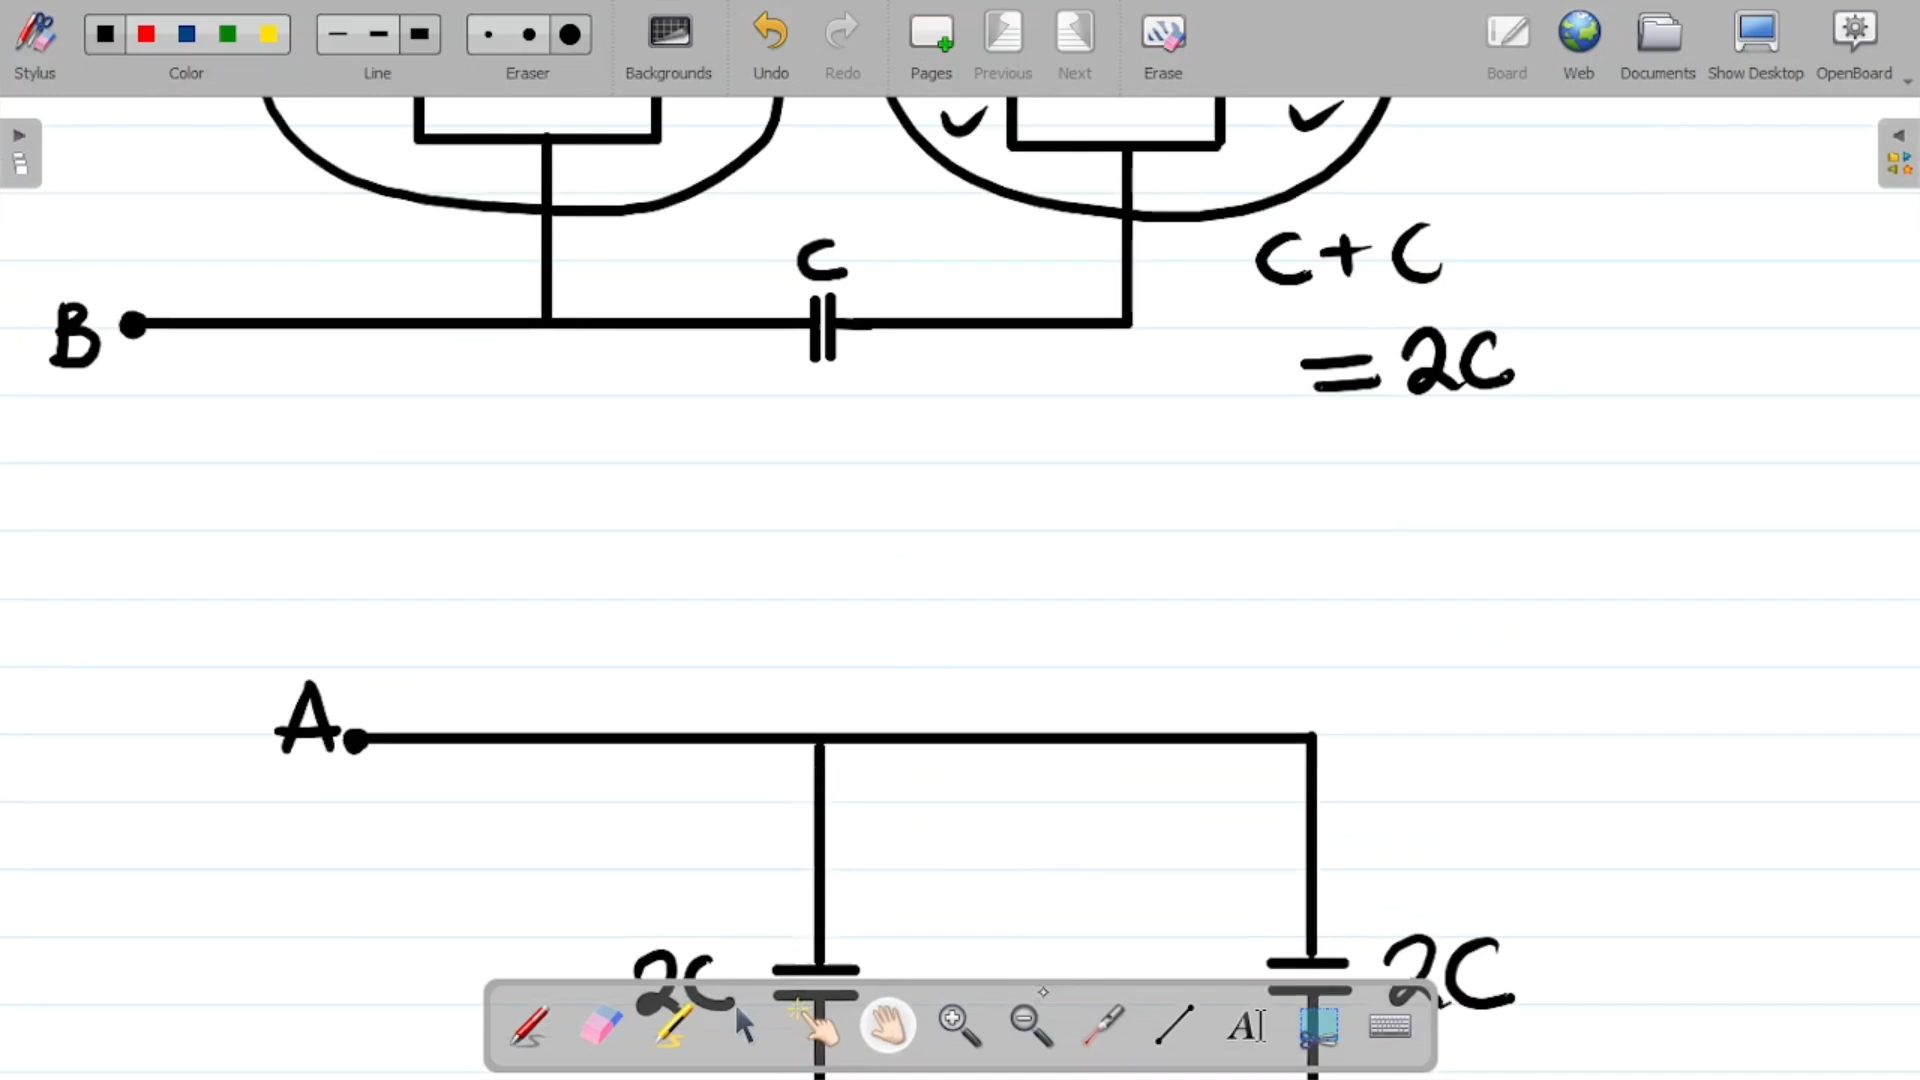 Stylus Color Line Eraser Backgrounds Undo Redo Pages Previous Next Erase Board Web Documents Show Desktop OpenBoard
C
C + C
B
= 2C
A
2C 2C
AI